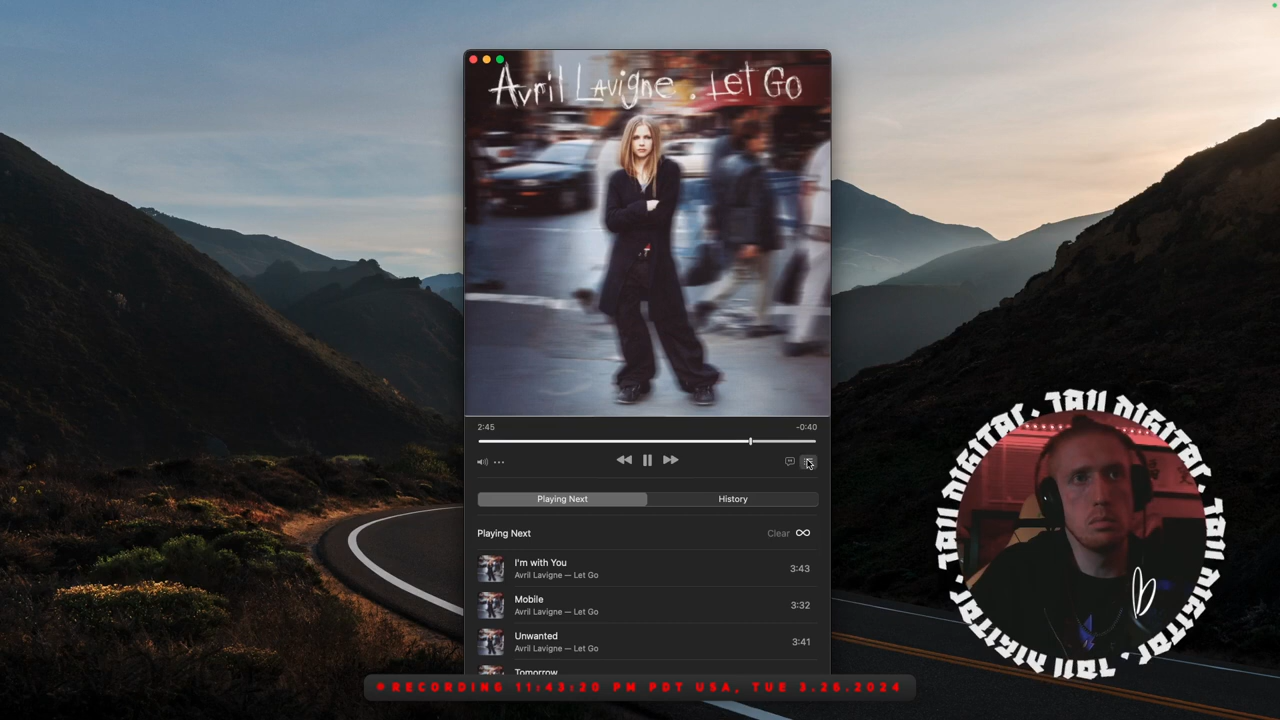 Avril Lavigne . Let Go
2:45 -0:40
Playing Next History
Playing Next Clear
I'm with You
Avril Lavigne — Let Go 3:43
Mobile
Avril Lavigne — Let Go 3:32
Unwanted
Avril Lavigne — Let Go 3:41
Tomorrow
RECORDING 11:43:20 PM PDT USA, TUE 3.26.2024